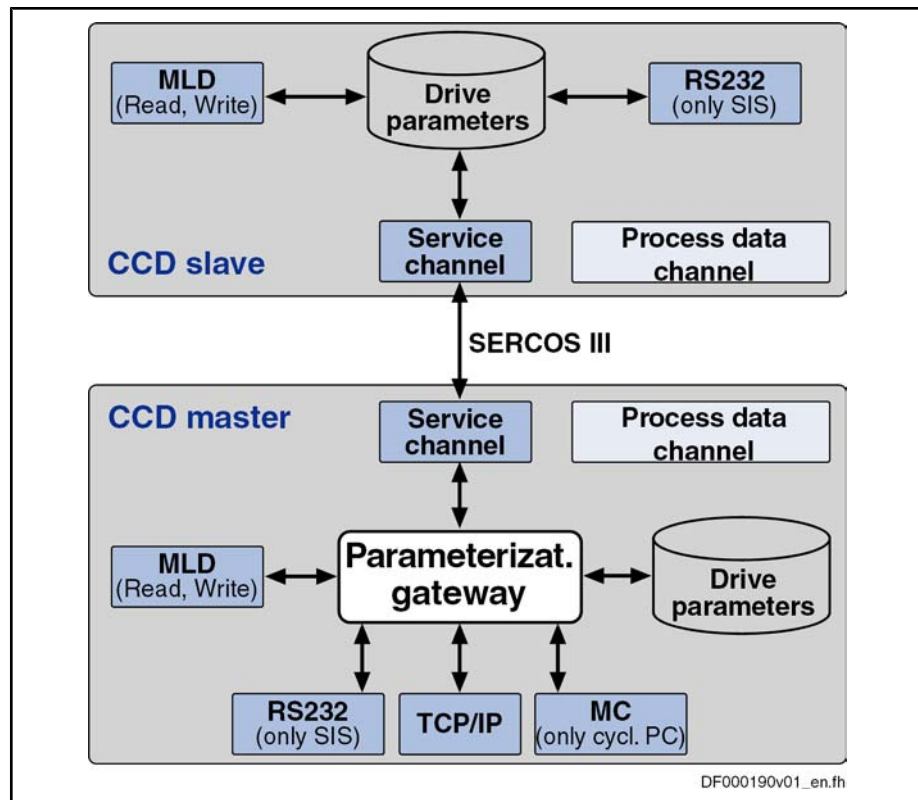 MLD
(Read, Write)
Drive
parameters
RS232
(only SIS)
Service
channel
Process data
channel
CCD slave
SERCOS III
CCD master
Service
channel
Process data
channel
MLD
(Read, Write)
Parameterizat.
gateway
Drive
parameters
RS232
(only SIS)
TCP/IP
MC
(only cycl. PC)
DF000190v01_en.fh